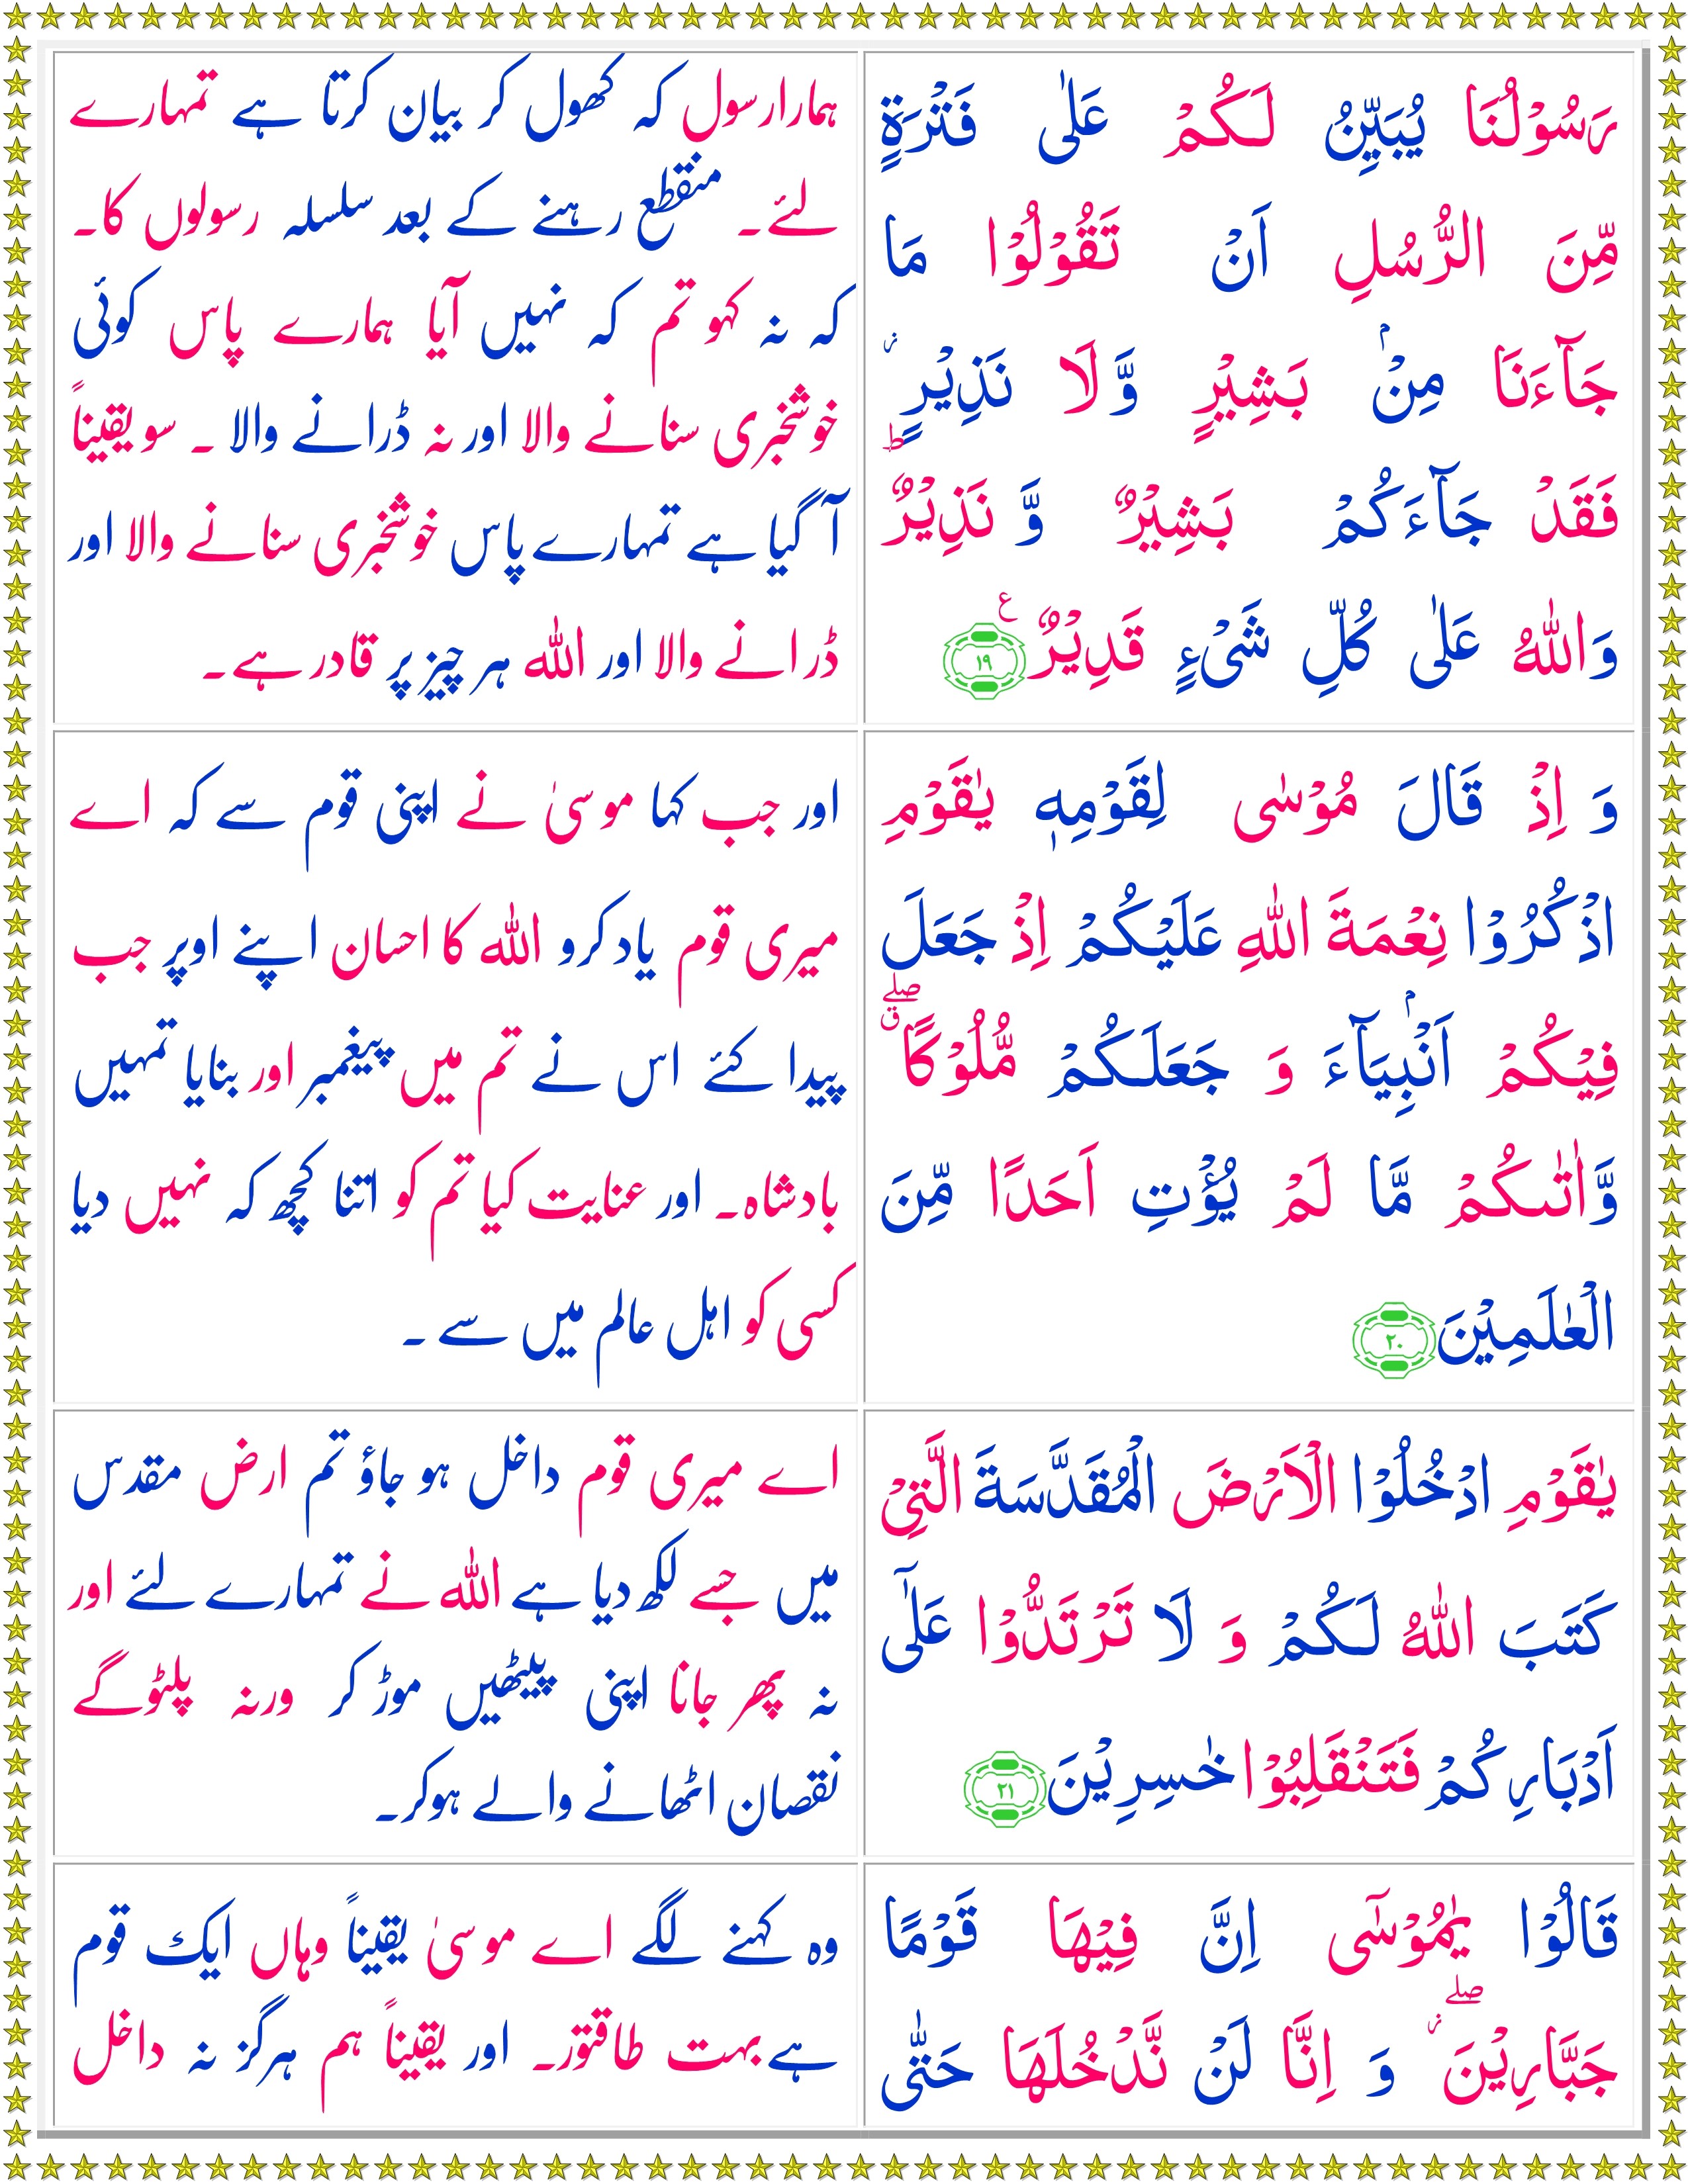 رَسُوْلُنَا يُبَيِّنُ لَكُمْ عَلٰى فَتْرَةٍ
مِّنَ الرُّسُلِ اَنْ تَقُوْلُوْا مَا
جَآءَنَا مِنْۢ بَشِيْرٍ وَّ لَا نَذِيْرٍ ؗ
فَقَدْ جَآءَكُمْ بَشِيْرٌ وَّ نَذِيْرٌ ؕ
وَاللّٰهُ عَلٰى كُلِّ شَىْءٍ قَدِيْرٌ ۧ ۱۹
ہمارا رسول کہ کھول کر بیان کرتا ہے تمہارے
لئے۔ منقطع رہنے کے بعد سلسلہ رسولوں کا۔
کہ نہ کہو تم کہ نہیں آیا ہمارے پاس کوئی
خوشخبری سنانے والا اور نہ ڈرانے والا ۔ سو یقیناً
آ گیا ہے تمہارے پاس خوشخبری سنانے والا اور
ڈرانے والا اور اللہ ہر چیز پر قادر ہے۔
وَ اِذْ قَالَ مُوْسٰى لِقَوْمِهٖ يٰقَوْمِ
اذْكُرُوْا نِعْمَةَ اللّٰهِ عَلَيْكُمْ اِذْ جَعَلَ
فِيْكُمْ اَنْۢبِيَآءَ وَ جَعَلَكُمْ مُّلُوْكًا ۖۗ
وَّاٰتٰىكُمْ مَّا لَمْ يُؤْتِ اَحَدًا مِّنَ
الْعٰلَمِيْنَ ۲۰
اور جب کہا موسیٰ نے اپنی قوم سے کہ اے
میری قوم یاد کرو اللہ کا احسان اپنے اوپر جب
پیدا کئے اس نے تم میں پیغمبر اور بنایا تمہیں
بادشاہ۔ اور عنایت کیا تم کو اتنا کچھ کہ نہیں دیا
کسی کو اہل عالم میں سے ۔
يٰقَوْمِ ادْخُلُوْا الْاَرْضَ الْمُقَدَّسَةَ الَّتِىْ
كَتَبَ اللّٰهُ لَكُمْ وَ لَا تَرْتَدُّوْا عَلٰٓى
اَدْبَارِكُمْ فَتَنْقَلِبُوْا خٰسِرِيْنَ ۲۱
اے میری قوم داخل ہو جاؤ تم ارض مقدس
میں جسے لکھ دیا ہے اللہ نے تمہارے لئے اور
نہ پھر جانا اپنی پیٹھیں موڑ کر ورنہ پلٹو گے
نقصان اٹھانے والے ہوکر۔
قَالُوْا يٰمُوْسٰٓى اِنَّ فِيْهَا قَوْمًا
جَبَّارِيْنَ ۖؗ وَ اِنَّا لَنْ نَّدْخُلَهَا حَتّٰى
وہ کہنے لگے اے موسیٰ یقیناً وہاں ایک قوم
ہے بہت طاقتور۔ اور یقیناً ہم ہرگز نہ داخل